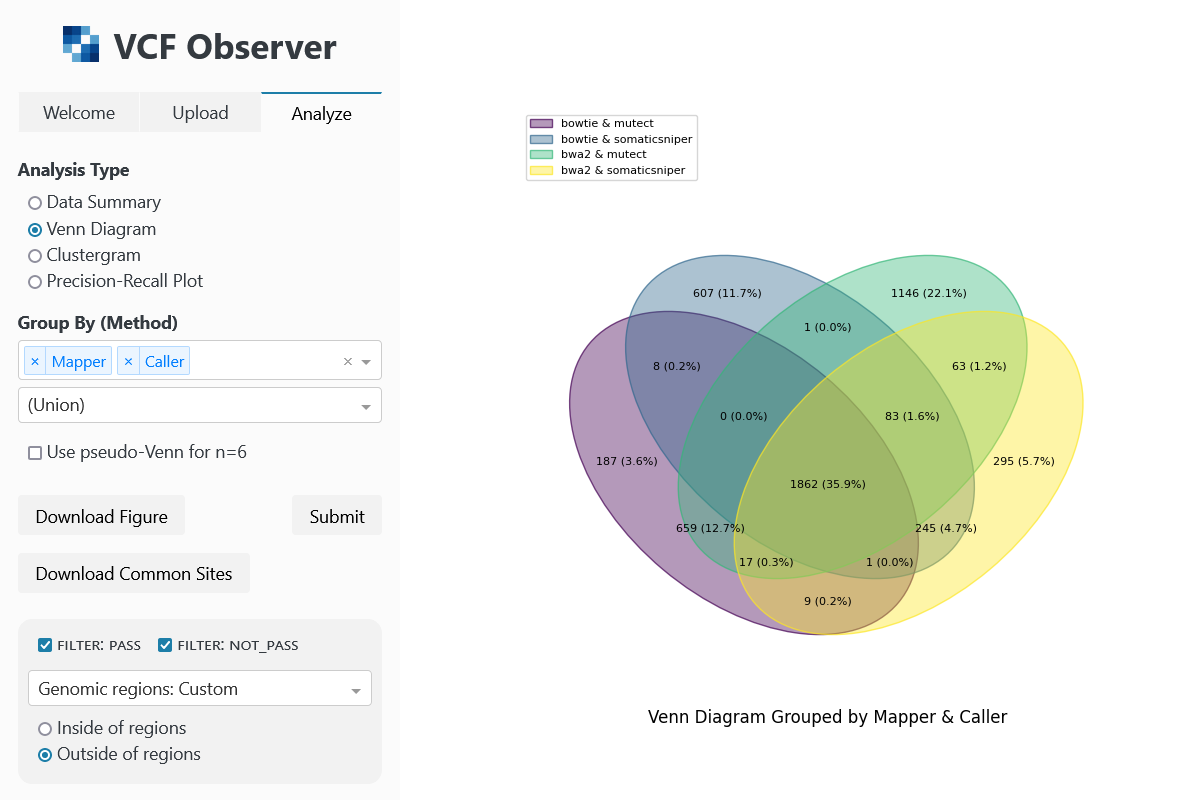 VCF Observer
Welcome
Upload
Analyze
Analysis Type
Data Summary
Venn Diagram
Clustergram
Precision-Recall Plot
Group By (Method)
× Mapper × Caller ×
(Union)
Use pseudo-Venn for n=6
Download Figure
Submit
Download Common Sites
FILTER: PASS
FILTER: NOT_PASS
Genomic regions: Custom
Inside of regions
Outside of regions
bowtie & mutect
bowtie & somaticsniper
bwa2 & mutect
bwa2 & somaticsniper
607 (11.7%)
1146 (22.1%)
1 (0.0%)
8 (0.2%)
63 (1.2%)
0 (0.0%)
83 (1.6%)
187 (3.6%)
295 (5.7%)
1862 (35.9%)
659 (12.7%)
245 (4.7%)
17 (0.3%)
1 (0.0%)
9 (0.2%)
Venn Diagram Grouped by Mapper & Caller